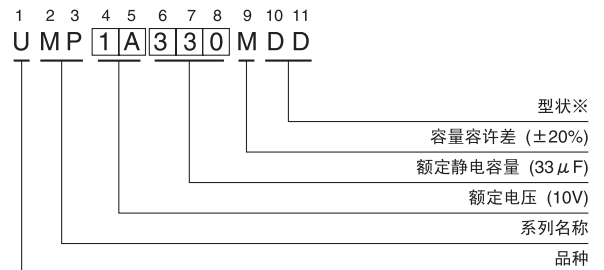 1 2 3 4 5 6 7 8 9 10 11
U M P 1 A 3 3 0 M D D
型状※
容量容许差 (±20%)
额定静电容量 (33μF)
额定电压 (10V)
系列名称
品种